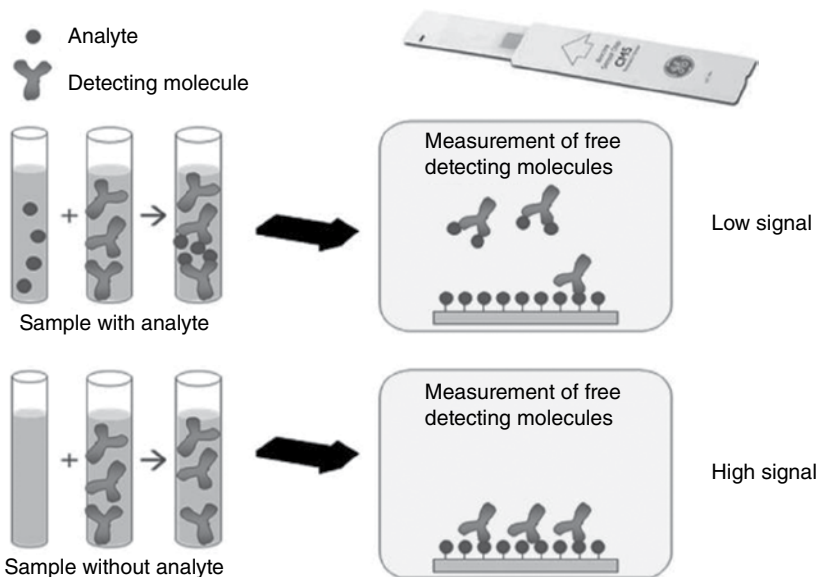 Analyte
Detecting molecule
CM5
Measurement of free
detecting molecules
Low signal
+
Sample with analyte
Measurement of free
detecting molecules
High signal
+
Sample without analyte